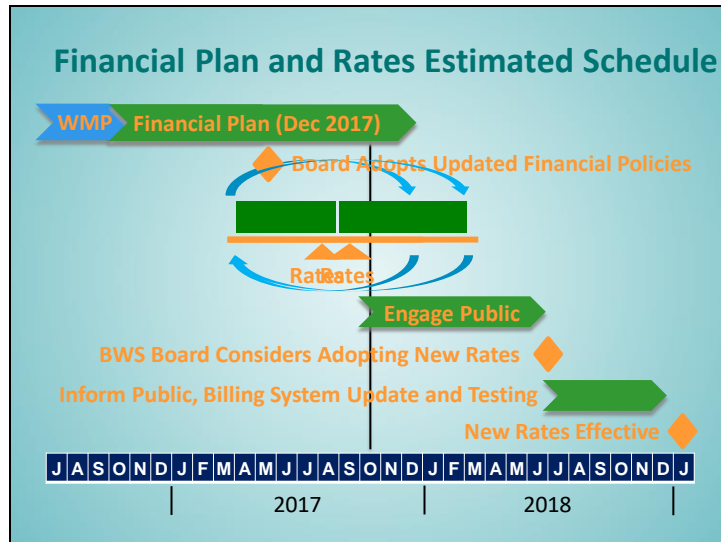 Financial Plan and Rates Estimated Schedule
WMP Financial Plan (Dec 2017)
Board Adopts Updated Financial Policies
Rates Rates
Engage Public
BWS Board Considers Adopting New Rates
Inform Public, Billing System Update and Testing
New Rates Effective
J A S O N D J F M A M J J A S O N D J F M A M J J A S O N D J
2017 2018